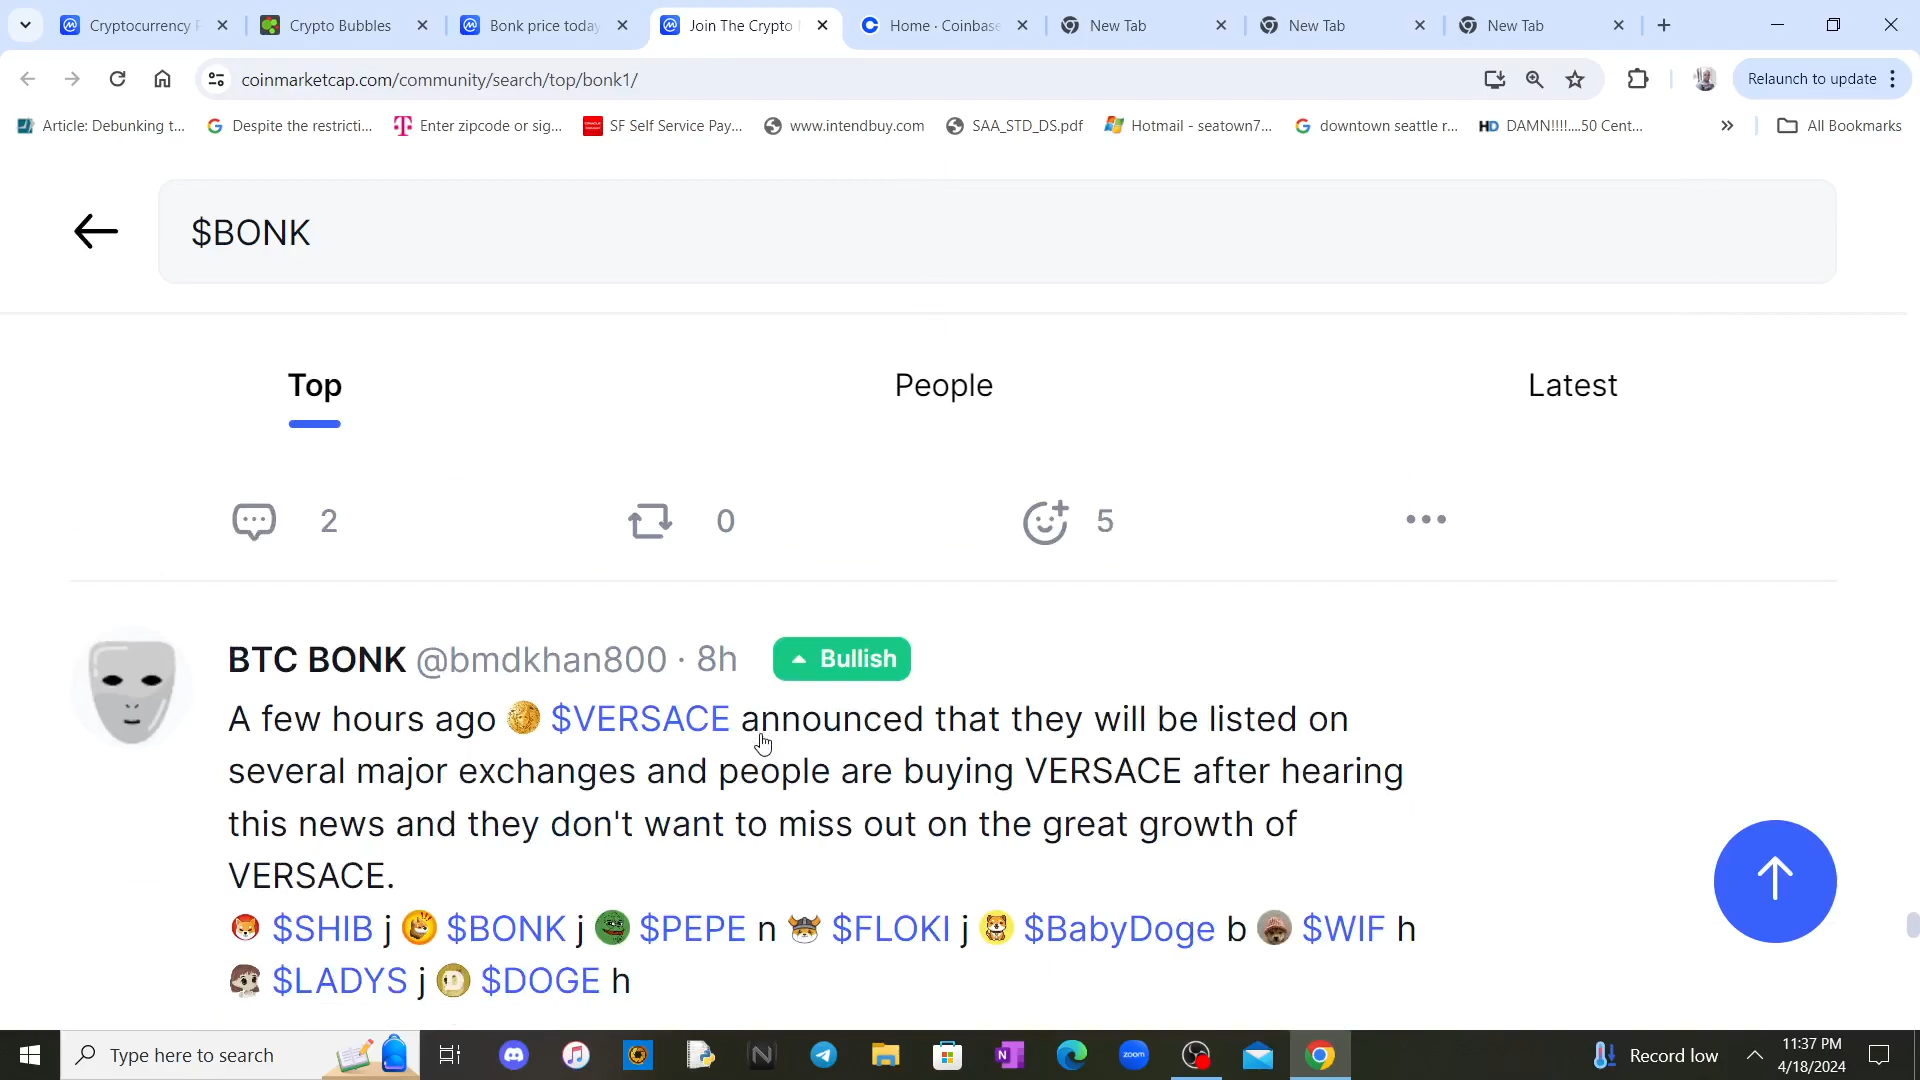 Cryptocurrency P
Crypto Bubbles
Bonk price today
Join The Crypto
Home · Coinbase
New Tab
New Tab
New Tab
coinmarketcap.com/community/search/top/bonk1/
Relaunch to update
Article: Debunking t...
Despite the restricti...
Enter zipcode or sig...
SF Self Service Pay...
www.intendbuy.com
SAA_STD_DS.pdf
Hotmail - seatown7...
downtown seattle r...
HD DAMN!!!!....50 Cent...
All Bookmarks
$BONK
Top
People
Latest
2
0
5
BTC BONK @bmdkhan800 · 8h Bullish
A few hours ago $VERSACE announced that they will be listed on
several major exchanges and people are buying VERSACE after hearing
this news and they don't want to miss out on the great growth of
VERSACE.
$SHIB j $BONK j $PEPE n $FLOKI j $BabyDoge b $WIF h
$LADYS j $DOGE h
Type here to search
zoom
Record low
11:37 PM
4/18/2024